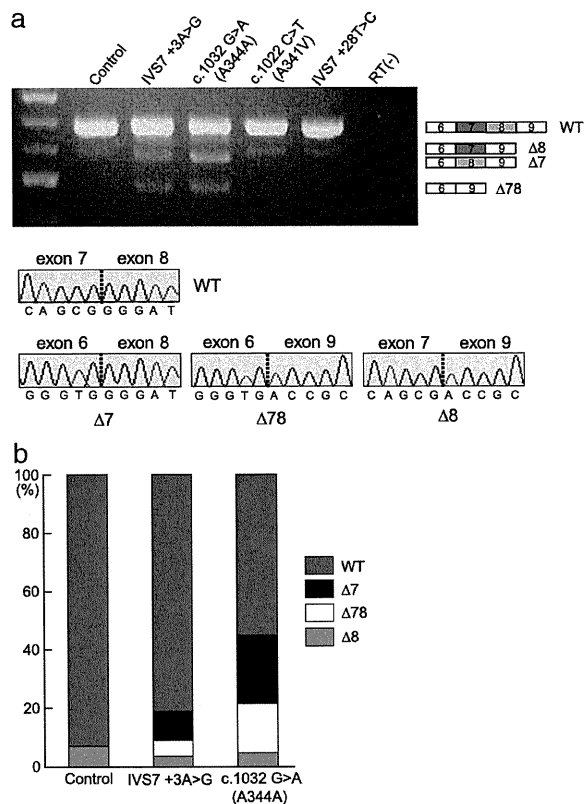 a
Control
IVS7 +3A>G
c.1032 G>A
(A344A)
c.1022 C>T
(A341V)
IVS7 +28T>C
RT(-)
6 7 8 9 WT
6 7 9 Δ8
6 8 9 Δ7
6 9 Δ78
exon 7 exon 8
C A G C G G G G A T
WT
exon 6 exon 8
G G G T G G G G A T
Δ7
exon 6 exon 9
G G G T G A C C G C
Δ78
exon 7 exon 9
C A G C G A C C G C
Δ8
b
100
(%)
80
60
40
20
0
Control
IVS7 +3A>G
c.1032 G>A
(A344A)
WT
Δ7
Δ78
Δ8